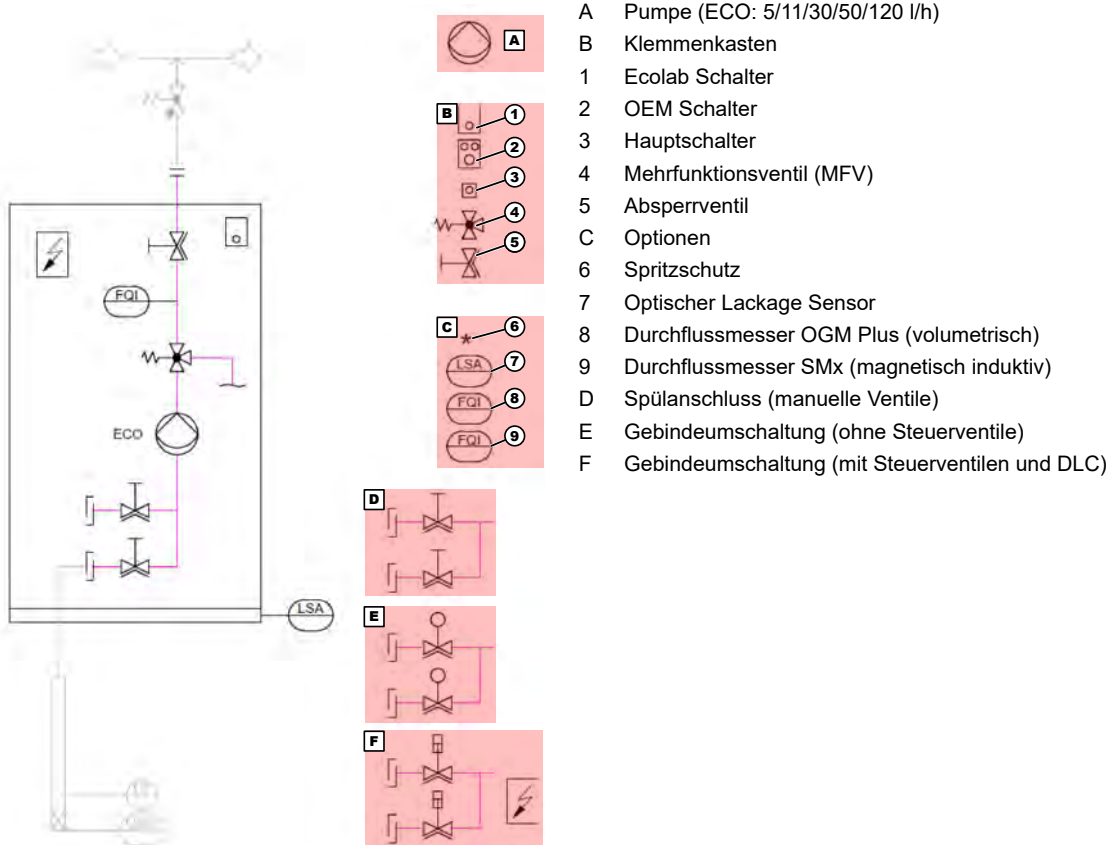 A Pumpe (ECO: 5/11/30/50/120 l/h)
B Klemmenkasten
1 Ecolab Schalter
2 OEM Schalter
3 Hauptschalter
4 Mehrfunktionsventil (MFV)
5 Absperrventil
C Optionen
6 Spritzschutz
7 Optischer Lackage Sensor
8 Durchflussmesser OGM Plus (volumetrisch)
9 Durchflussmesser SMx (magnetisch induktiv)
D Spülanschluss (manuelle Ventile)
E Gebindeumschaltung (ohne Steuerventile)
F Gebindeumschaltung (mit Steuerventilen und DLC)
FQI
ECO
LSA
A
B
1
2
3
4
5
C
6
LSA 7
FQI 8
FQI 9
D
E
F